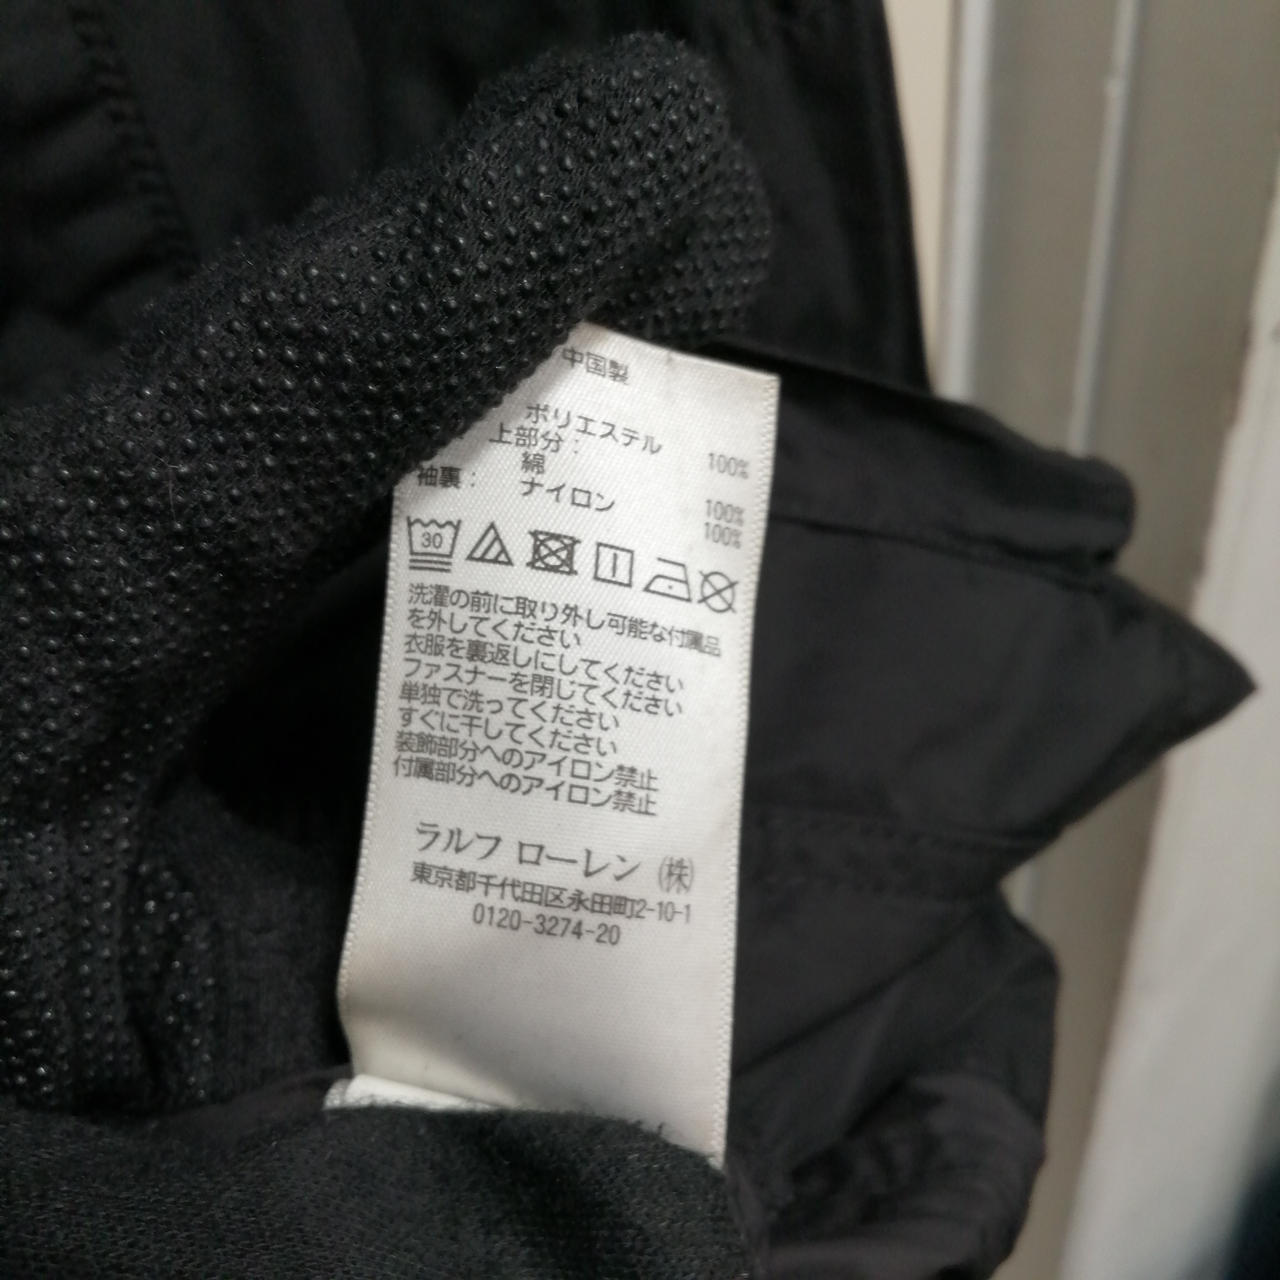 中国製
ポリエステル 100%
上部分:
綿 100%
袖裏: ナイロン 100%
30
洗濯の前に取り外し可能な付属品
を外してください
衣服を裏返しにしてください
ファスナーを閉じてください
単独で洗ってください
すぐに干してください
装飾部分へのアイロン禁止
付属部分へのアイロン禁止
ラルフ ローレン ㈱
東京都千代田区永田町2-10-1
0120-3274-20